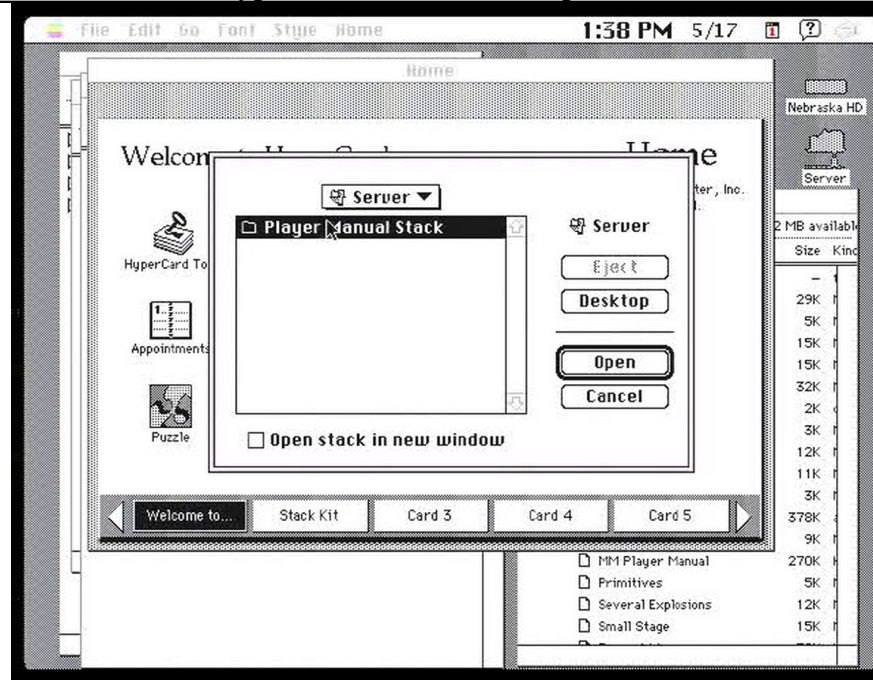 File Edit Go Font Style Home 1:38 PM 5/17
Home
Nebraska HD
Server
Welcom
Home
ter, Inc.
Server
Player Manual Stack
Server
Eject
Desktop
Open
Cancel
Open stack in new window
HyperCard To
Appointments
Puzzle
Welcome to... Stack Kit Card 3 Card 4 Card 5
2 MB availabl
Size Kind
29K
5K
15K
15K
32K
2K
3K
12K
11K
3K
378K
9K
MM Player Manual 270K
Primitives 5K
Several Explosions 12K
Small Stage 15K